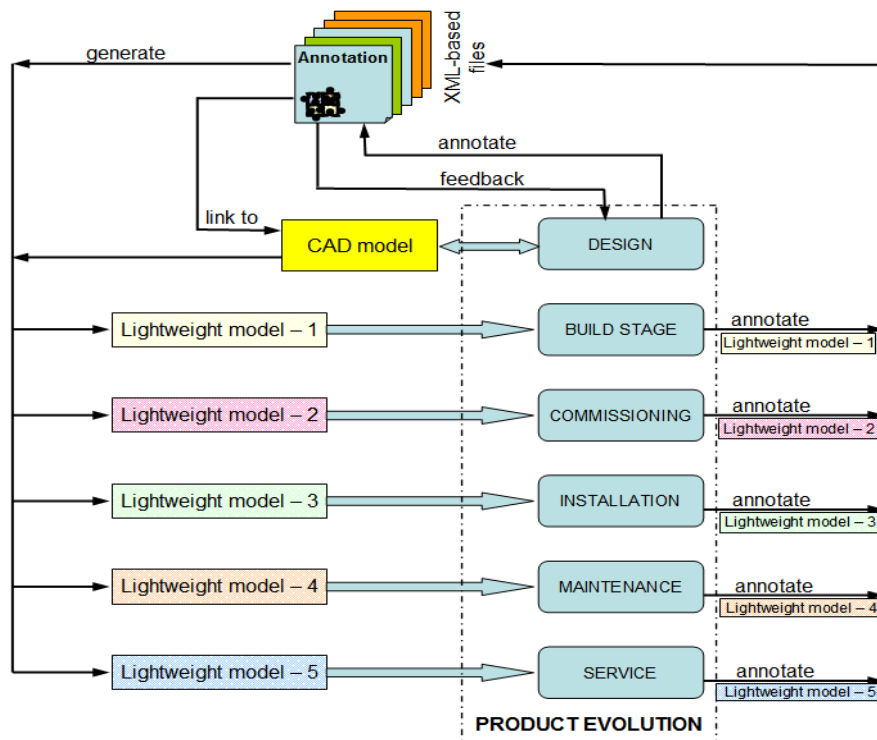 generate
Annotation
XML-based
files
annotate
feedback
link to
CAD model
DESIGN
Lightweight model – 1
BUILD STAGE
annotate
Lightweight model – 1
Lightweight model – 2
COMMISSIONING
annotate
Lightweight model – 2
Lightweight model – 3
INSTALLATION
annotate
Lightweight model – 3
Lightweight model – 4
MAINTENANCE
annotate
Lightweight model – 4
Lightweight model – 5
SERVICE
annotate
Lightweight model – 5
PRODUCT EVOLUTION